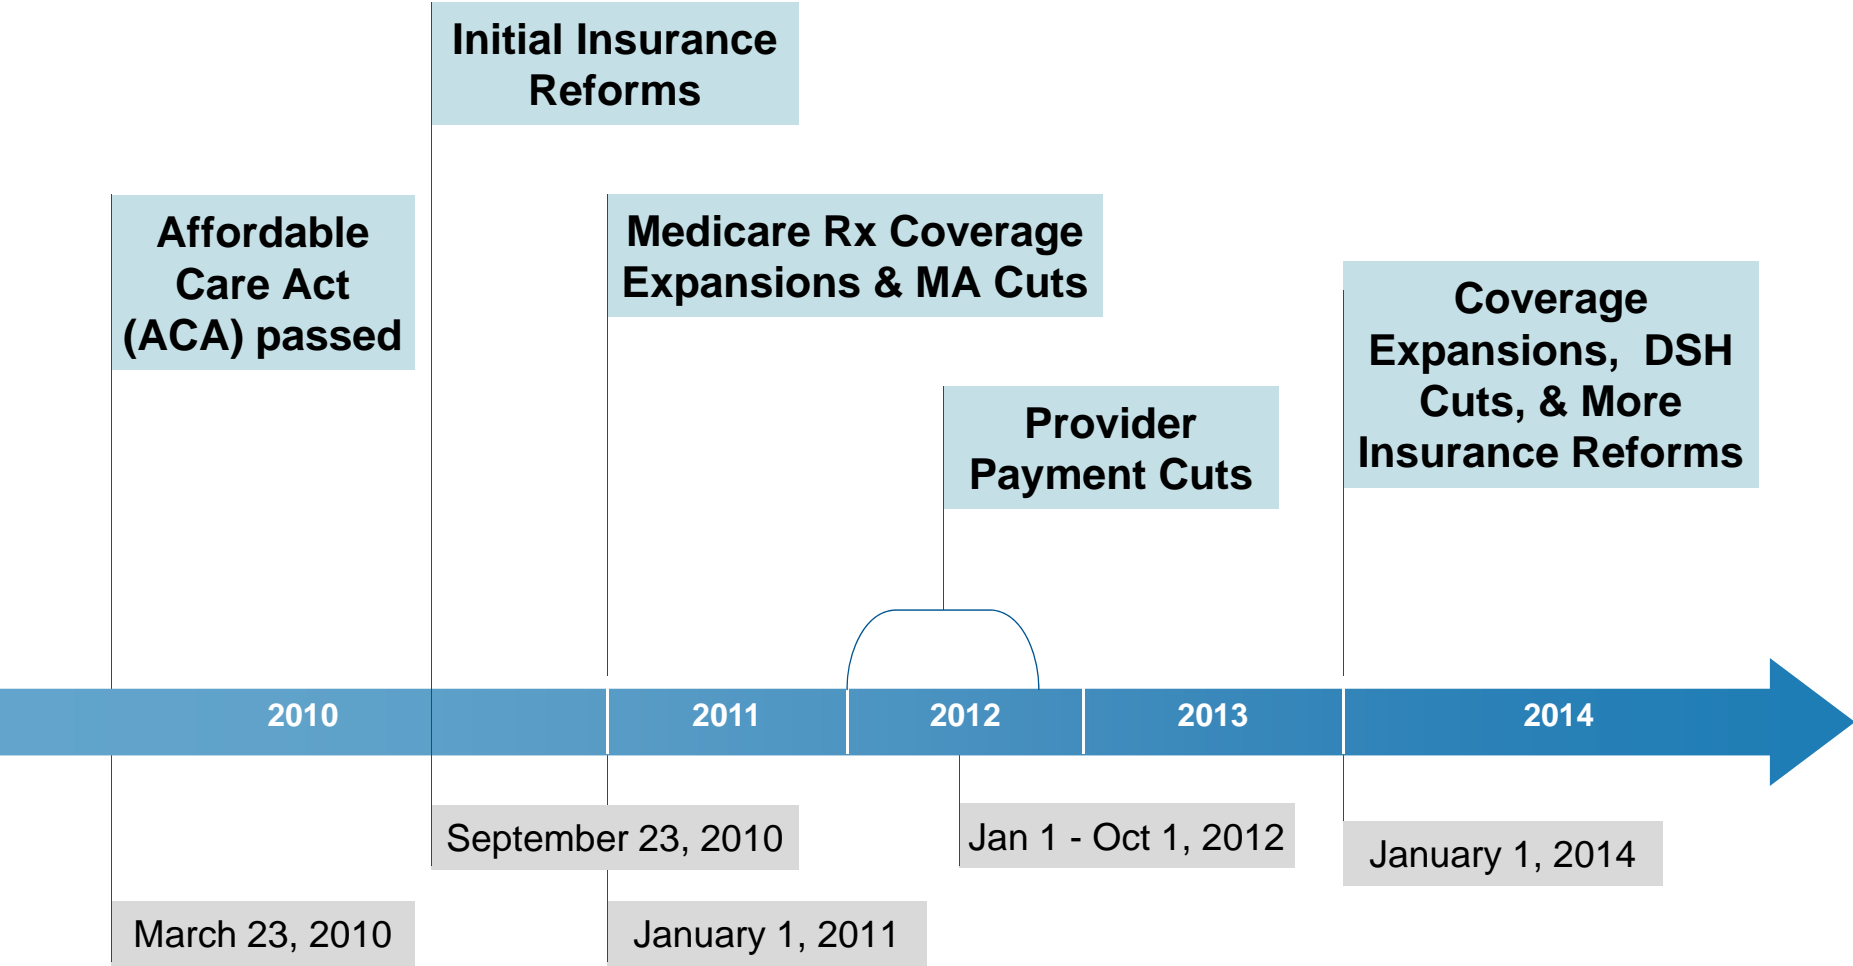 Initial Insurance
Reforms
Affordable
Care Act
(ACA) passed
Medicare Rx Coverage
Expansions & MA Cuts
Provider
Payment Cuts
Coverage
Expansions,  DSH
Cuts, & More
Insurance Reforms
2010
2011
2012
2013
2014
September 23, 2010
Jan 1 - Oct 1, 2012
January 1, 2014
March 23, 2010
January 1, 2011